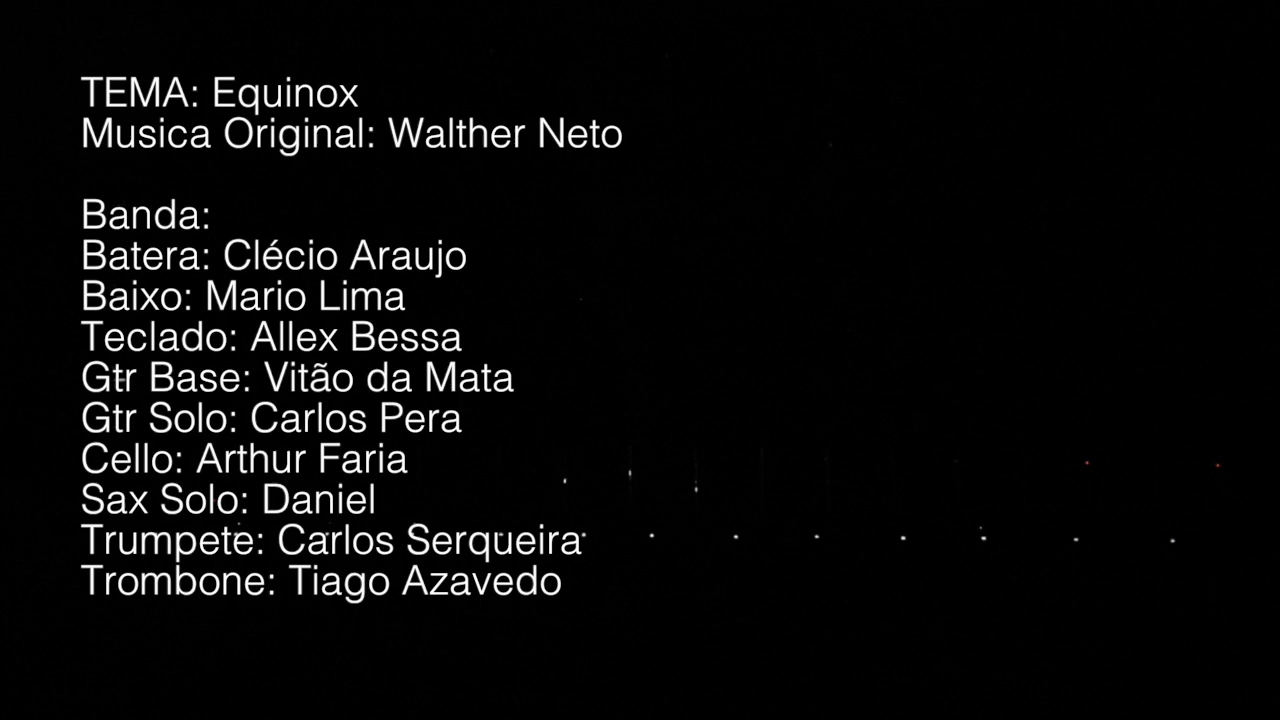 TEMA: Equinox
Musica Original: Walther Neto
Banda:
Batera: Clécio Araujo
Baixo: Mario Lima
Teclado: Allex Bessa
Gtr Base: Vitão da Mata
Gtr Solo: Carlos Pera
Cello: Arthur Faria
Sax Solo: Daniel
Trumpete: Carlos Serqueira
Trombone: Tiago Azavedo